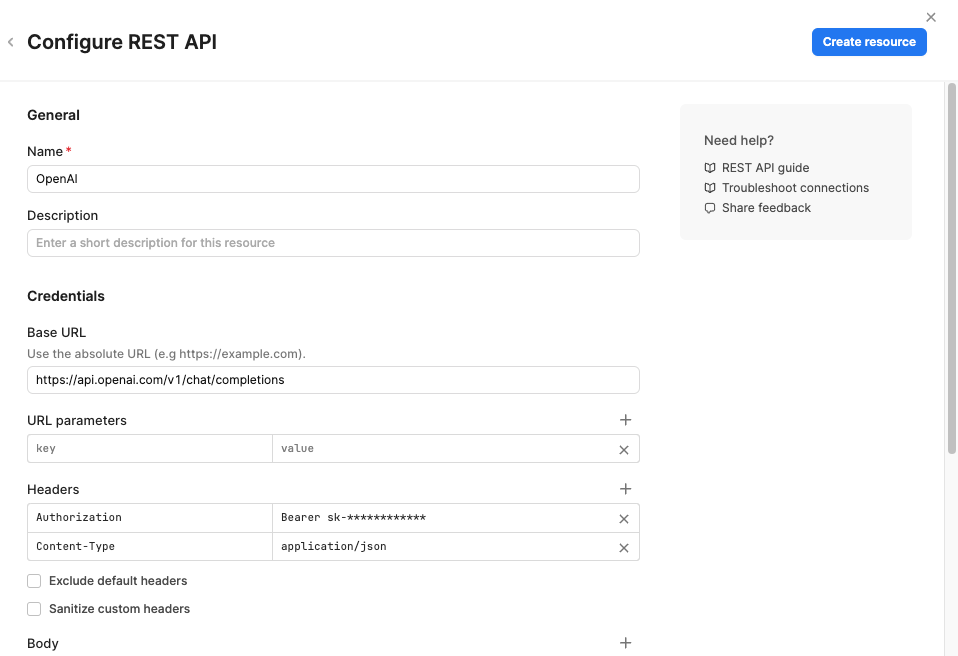 Configure REST API
Create resource
General
Name *
OpenAI
Description
Enter a short description for this resource
Credentials
Base URL
Use the absolute URL (e.g https://example.com).
https://api.openai.com/v1/chat/completions
URL parameters
key value
Headers
Authorization Bearer sk-************
Content-Type application/json
Exclude default headers
Sanitize custom headers
Body
Need help?
REST API guide
Troubleshoot connections
Share feedback